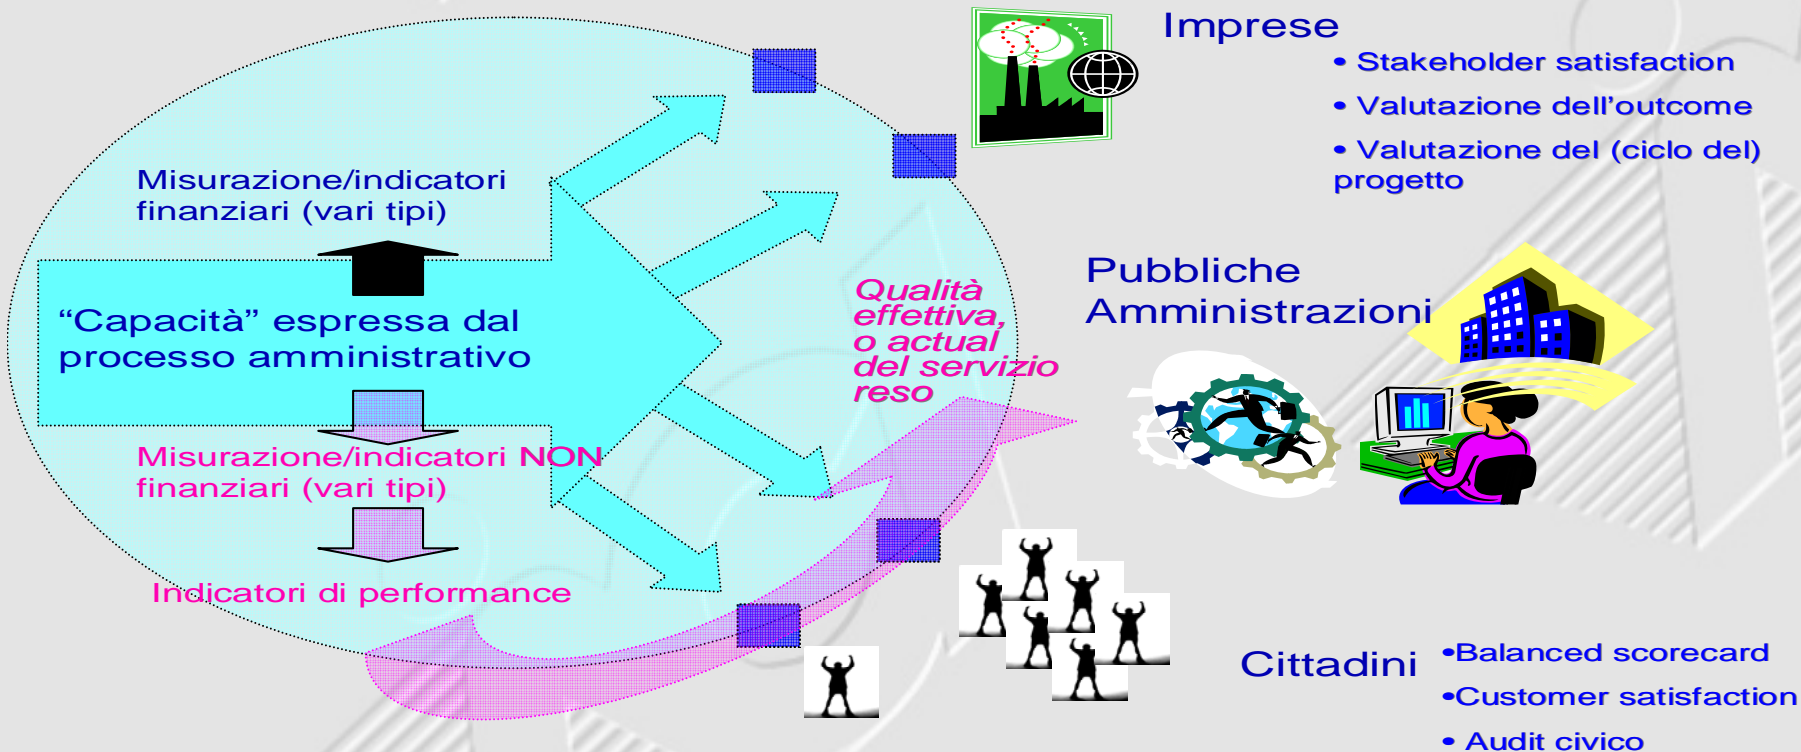 Imprese
• Stakeholder satisfaction
• Valutazione dell’outcome
• Valutazione del (ciclo del)
progetto
Misurazione/indicatori
finanziari (vari tipi)
“Capacità” espressa dal
processo amministrativo
Misurazione/indicatori NON
finanziari (vari tipi)
Indicatori di performance
Qualità
effettiva,
o actual
del servizio
reso
Pubbliche
Amministrazioni
Cittadini
•Balanced scorecard
•Customer satisfaction
• Audit civico